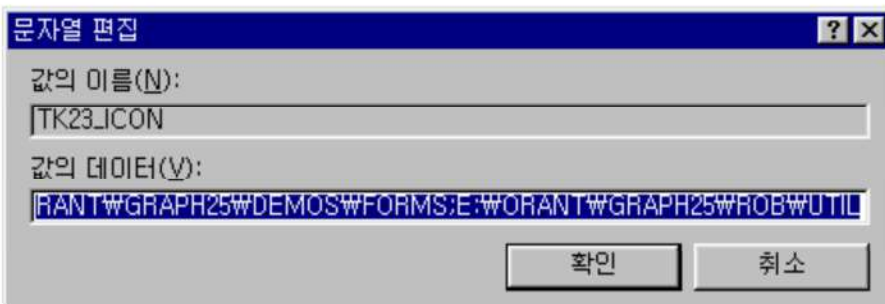 문자열 편집
값의 이름(N):
TK23_ICON
값의 데이터(V):
RANT₩GRAPH25₩DEMOS₩FORMS;E:₩ORANT₩GRAPH25₩ROB₩UTIL
확인 취소